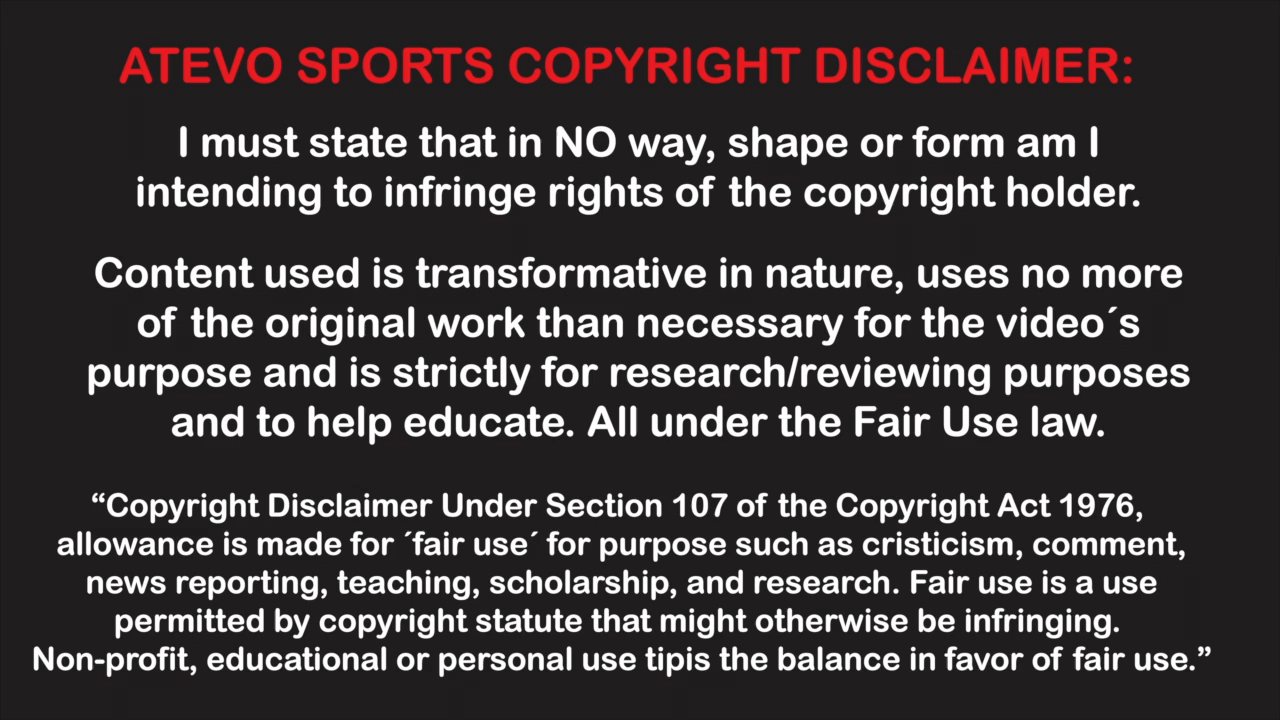 ATEVO SPORTS COPYRIGHT DISCLAIMER:
I must state that in NO way, shape or form am I
intending to infringe rights of the copyright holder.
Content used is transformative in nature, uses no more
of the original work than necessary for the video´s
purpose and is strictly for research/reviewing purposes
and to help educate. All under the Fair Use law.
“Copyright Disclaimer Under Section 107 of the Copyright Act 1976,
allowance is made for ´fair use´ for purpose such as cristicism, comment,
news reporting, teaching, scholarship, and research. Fair use is a use
permitted by copyright statute that might otherwise be infringing.
Non-profit, educational or personal use tipis the balance in favor of fair use.”